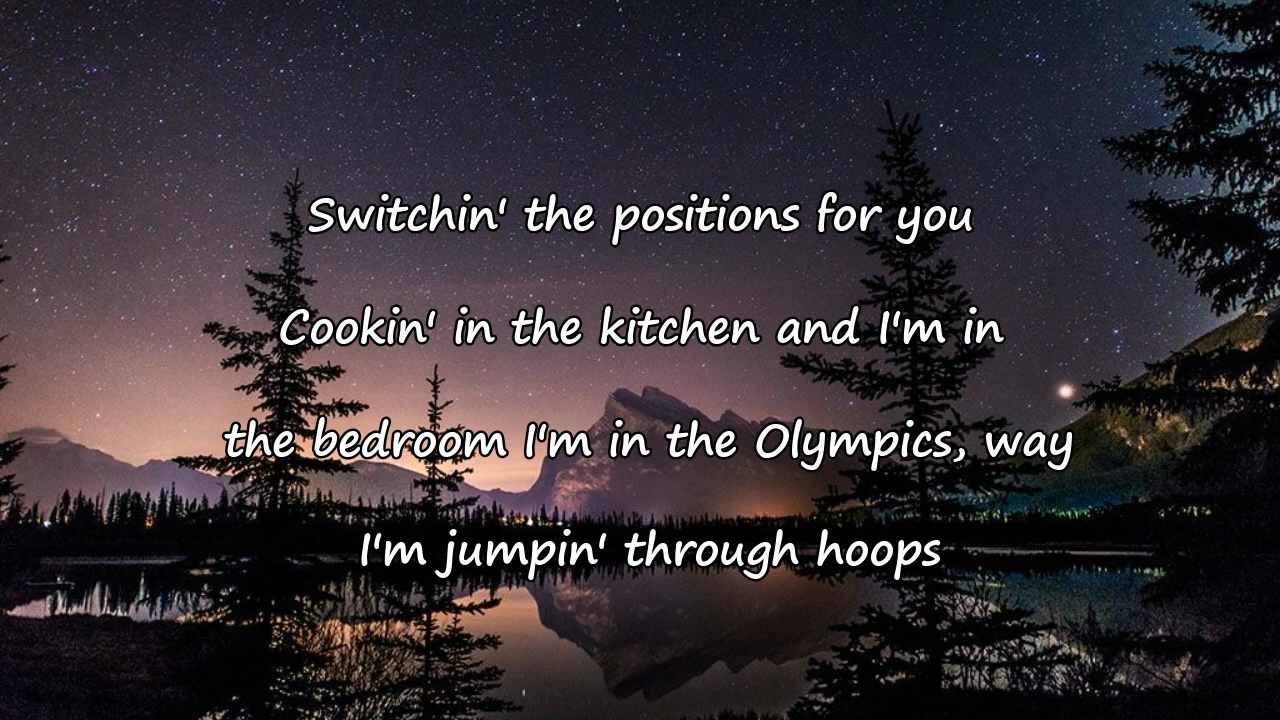 Switchin' the positions for you
Cookin' in the kitchen and I'm in
the bedroom I'm in the Olympics, way
I'm jumpin' through hoops